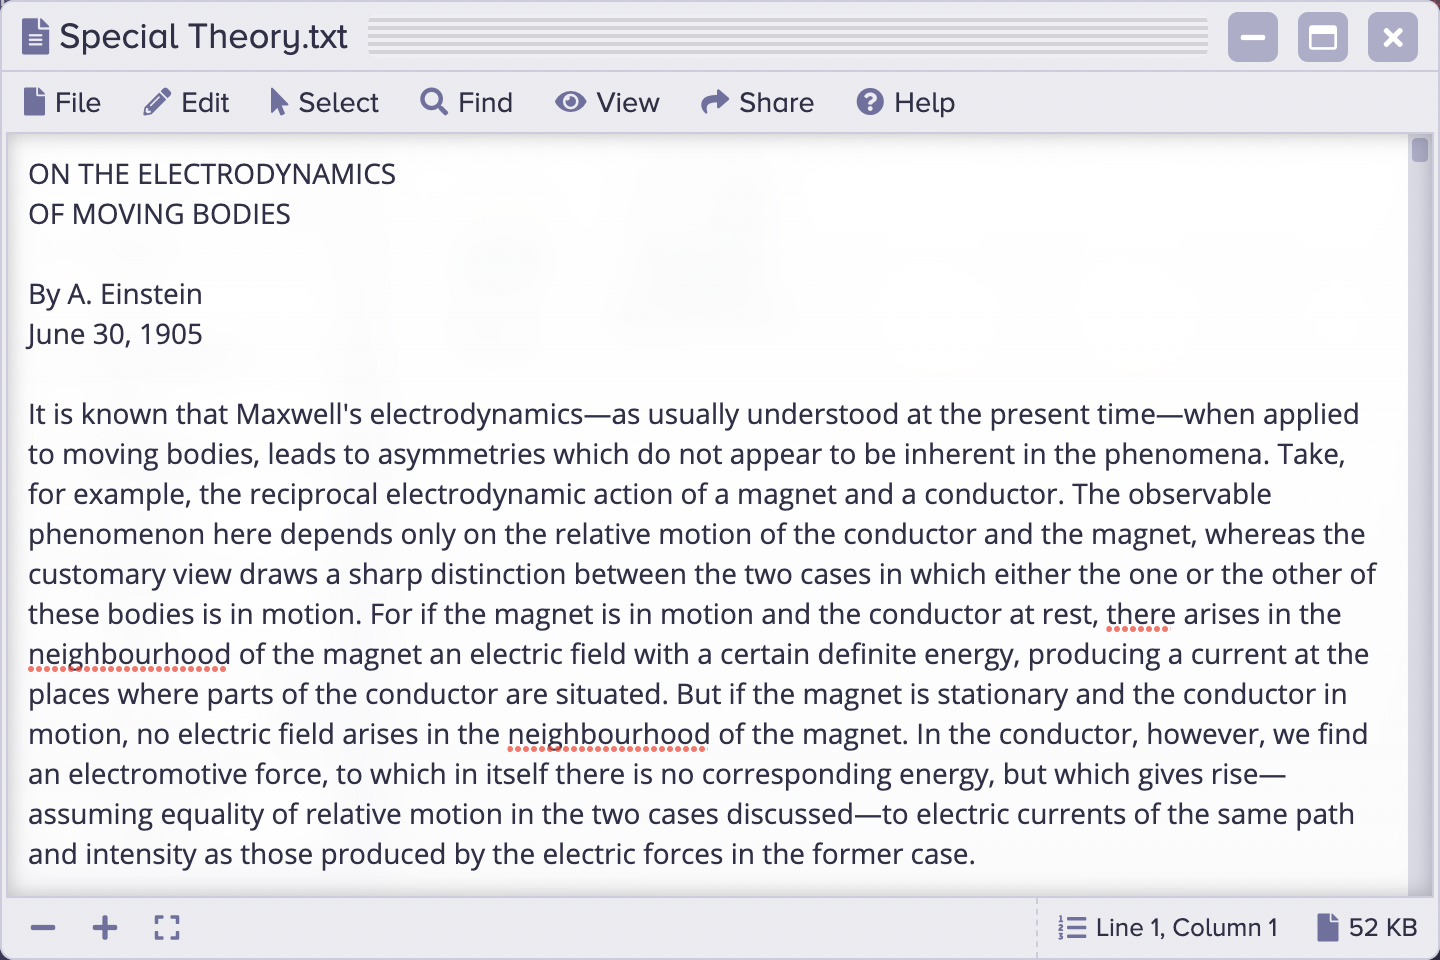 Special Theory.txt
File Edit Select Find View Share Help
ON THE ELECTRODYNAMICS
OF MOVING BODIES
By A. Einstein
June 30, 1905
It is known that Maxwell's electrodynamics—as usually understood at the present time—when applied
to moving bodies, leads to asymmetries which do not appear to be inherent in the phenomena. Take,
for example, the reciprocal electrodynamic action of a magnet and a conductor. The observable
phenomenon here depends only on the relative motion of the conductor and the magnet, whereas the
customary view draws a sharp distinction between the two cases in which either the one or the other of
these bodies is in motion. For if the magnet is in motion and the conductor at rest, there arises in the
neighbourhood of the magnet an electric field with a certain definite energy, producing a current at the
places where parts of the conductor are situated. But if the magnet is stationary and the conductor in
motion, no electric field arises in the neighbourhood of the magnet. In the conductor, however, we find
an electromotive force, to which in itself there is no corresponding energy, but which gives rise—
assuming equality of relative motion in the two cases discussed—to electric currents of the same path
and intensity as those produced by the electric forces in the former case.
Line 1, Column 1 52 KB